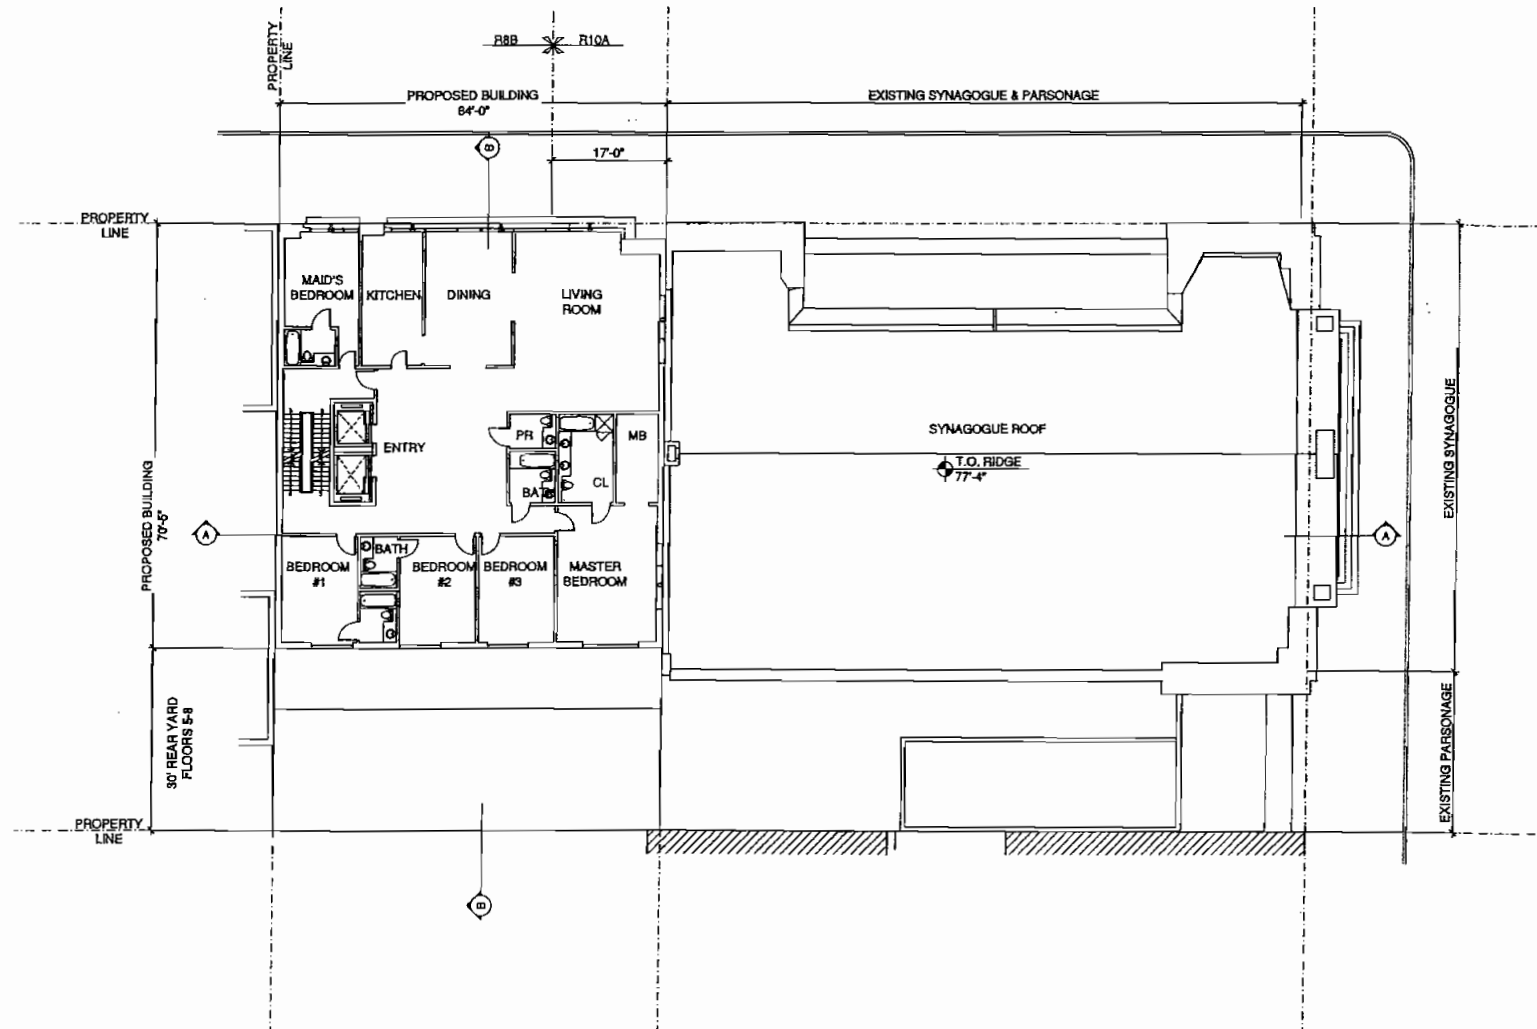 R8B
R10A
PROPERTY
LINE
PROPOSED BUILDING
64'-0"
EXISTING SYNAGOGUE & PARSONAGE
B
17'-0"
PROPERTY
LINE
MAID'S
BEDROOM
KITCHEN
DINING
LIVING
ROOM
PR
MB
ENTRY
BATH
CL
SYNAGOGUE ROOF
T.O. RIDGE
77'-4"
EXISTING SYNAGOGUE
PROPOSED BUILDING
70'-5"
A
A
BATH
BEDROOM
#1
BEDROOM
#2
BEDROOM
#3
MASTER
BEDROOM
30' REAR YARD
FLOORS 5-8
EXISTING PARSONAGE
PROPERTY
LINE
B